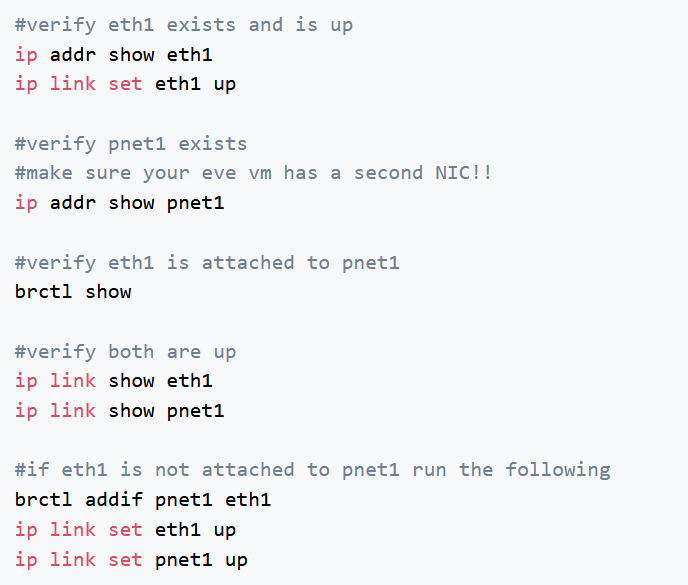 #verify eth1 exists and is up
ip addr show eth1
ip link set eth1 up
#verify pnet1 exists
#make sure your eve vm has a second NIC!!
ip addr show pnet1
#verify eth1 is attached to pnet1
brctl show
#verify both are up
ip link show eth1
ip link show pnet1
#if eth1 is not attached to pnet1 run the following
brctl addif pnet1 eth1
ip link set eth1 up
ip link set pnet1 up